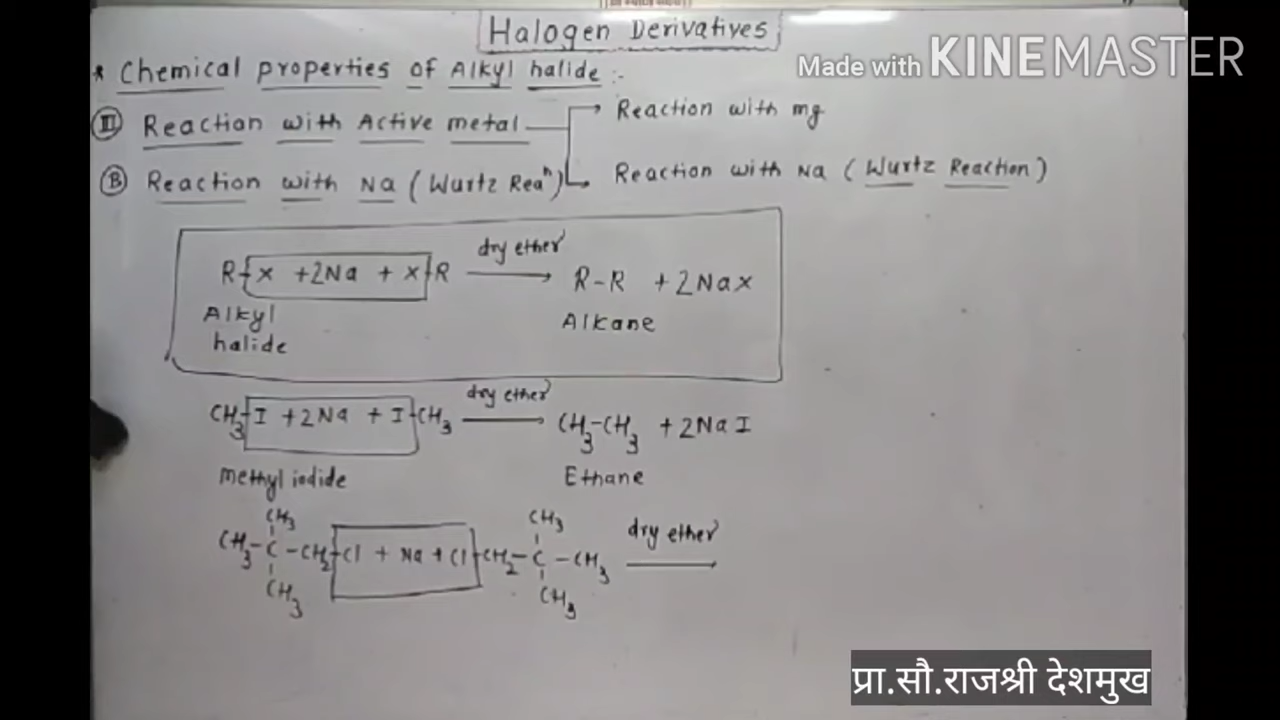 Halogen Derivatives
Made with KINEMASTER
* Chemical properties of Alkyl halide :-
III Reaction with Active metal → Reaction with mg
B Reaction with Na (Wurtz Reaⁿ) → Reaction with Na (Wurtz Reaction)
dry ether
R-X +2Na + X-R → R-R + 2Nax
Alkyl halide Alkane
dry ether
CH₃-I +2Na + I-CH₃ → CH₃-CH₃ +2NaI
methyl iodide Ethane
CH₃ CH₃ dry ether
CH₃-C-CH₂-Cl + Na + Cl-CH₂-C-CH₃ →
CH₃ CH₃
प्रा.सौ.राजश्री देशमुख